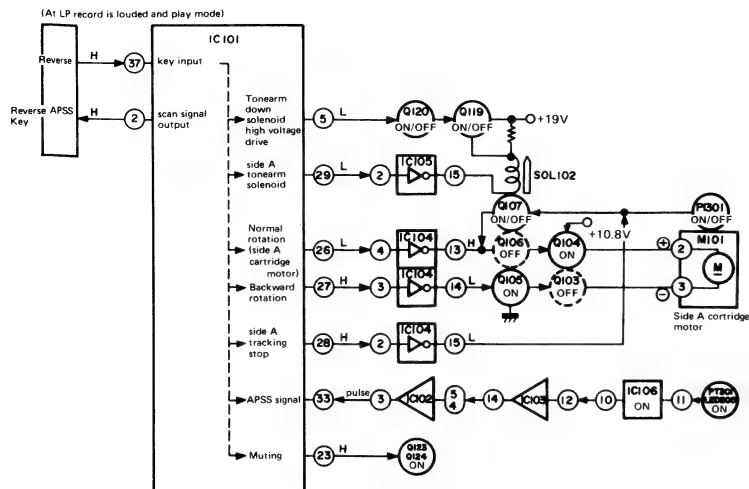 (At LP record is louded and play mode)
IC101
Reverse
H
37
key input
Reverse APSS
Key
H
2
scan signal
output
Tonearm
down
solenoid
high voltage
drive
5
L
Q120
ON/OFF
Q119
ON/OFF
+19V
side A
tonearm
solenoid
29
L
2
IC105
15
SOL102
Q107
ON/OFF
PI301
ON/OFF
+10.8V
Normal
rotation
(side A
cartridge
motor)
26
L
4
IC104
13
H
Q106
OFF
Q104
ON
⊕
2
M101
M
Backward
rotation
27
H
3
IC104
14
L
Q105
ON
Q103
OFF
⊖
3
Side A cortridge
motor
side A
tracking
stop
28
H
2
IC104
15
L
APSS signal
33
pulse
3
IC102
5
4
14
IC103
12
10
IC106
ON
11
ON
Muting
23
H
Q123
Q124
ON